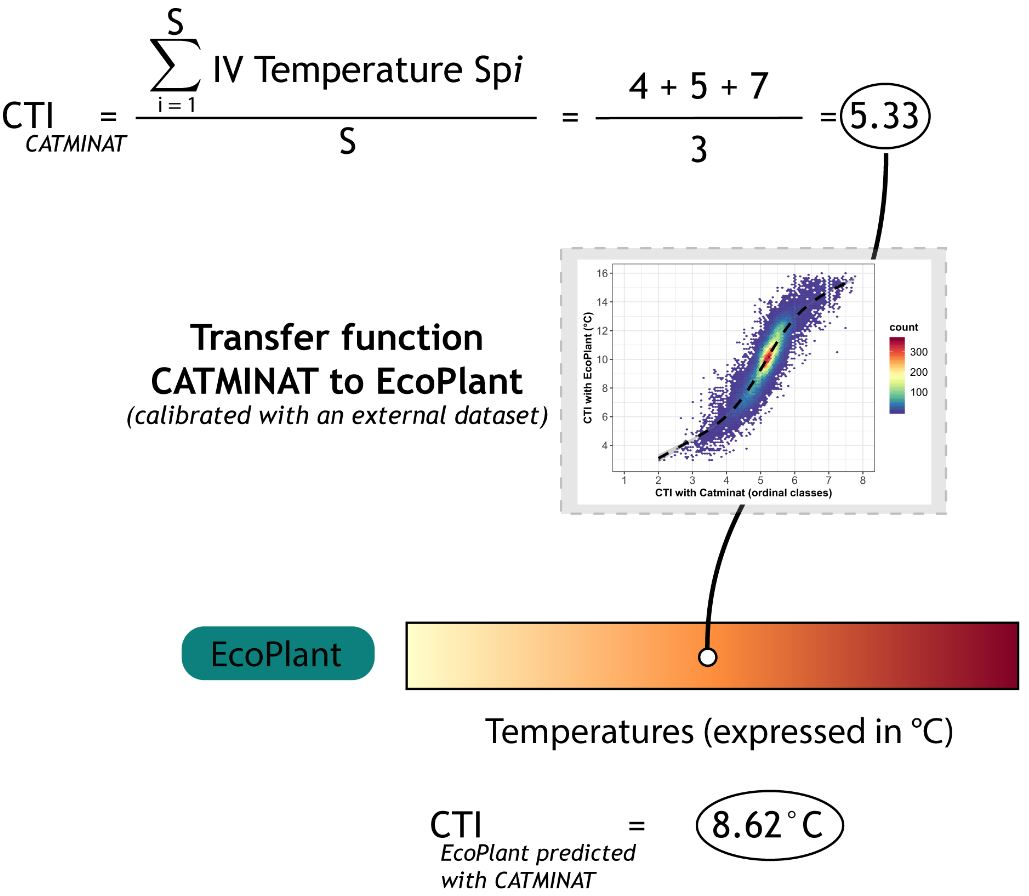 S
∑ IV Temperature Spi
i = 1
CTI CATMINAT = S = 4 + 5 + 7 / 3 = 5.33
Transfer function
CATMINAT to EcoPlant
(calibrated with an external dataset)
CTI with EcoPlant (°C)
16
14
12
10
8
6
4
1 2 3 4 5 6 7 8
CTI with Catminat (ordinal classes)
count
300
200
100
EcoPlant
Temperatures (expressed in °C)
CTI = 8.62°C
EcoPlant predicted
with CATMINAT